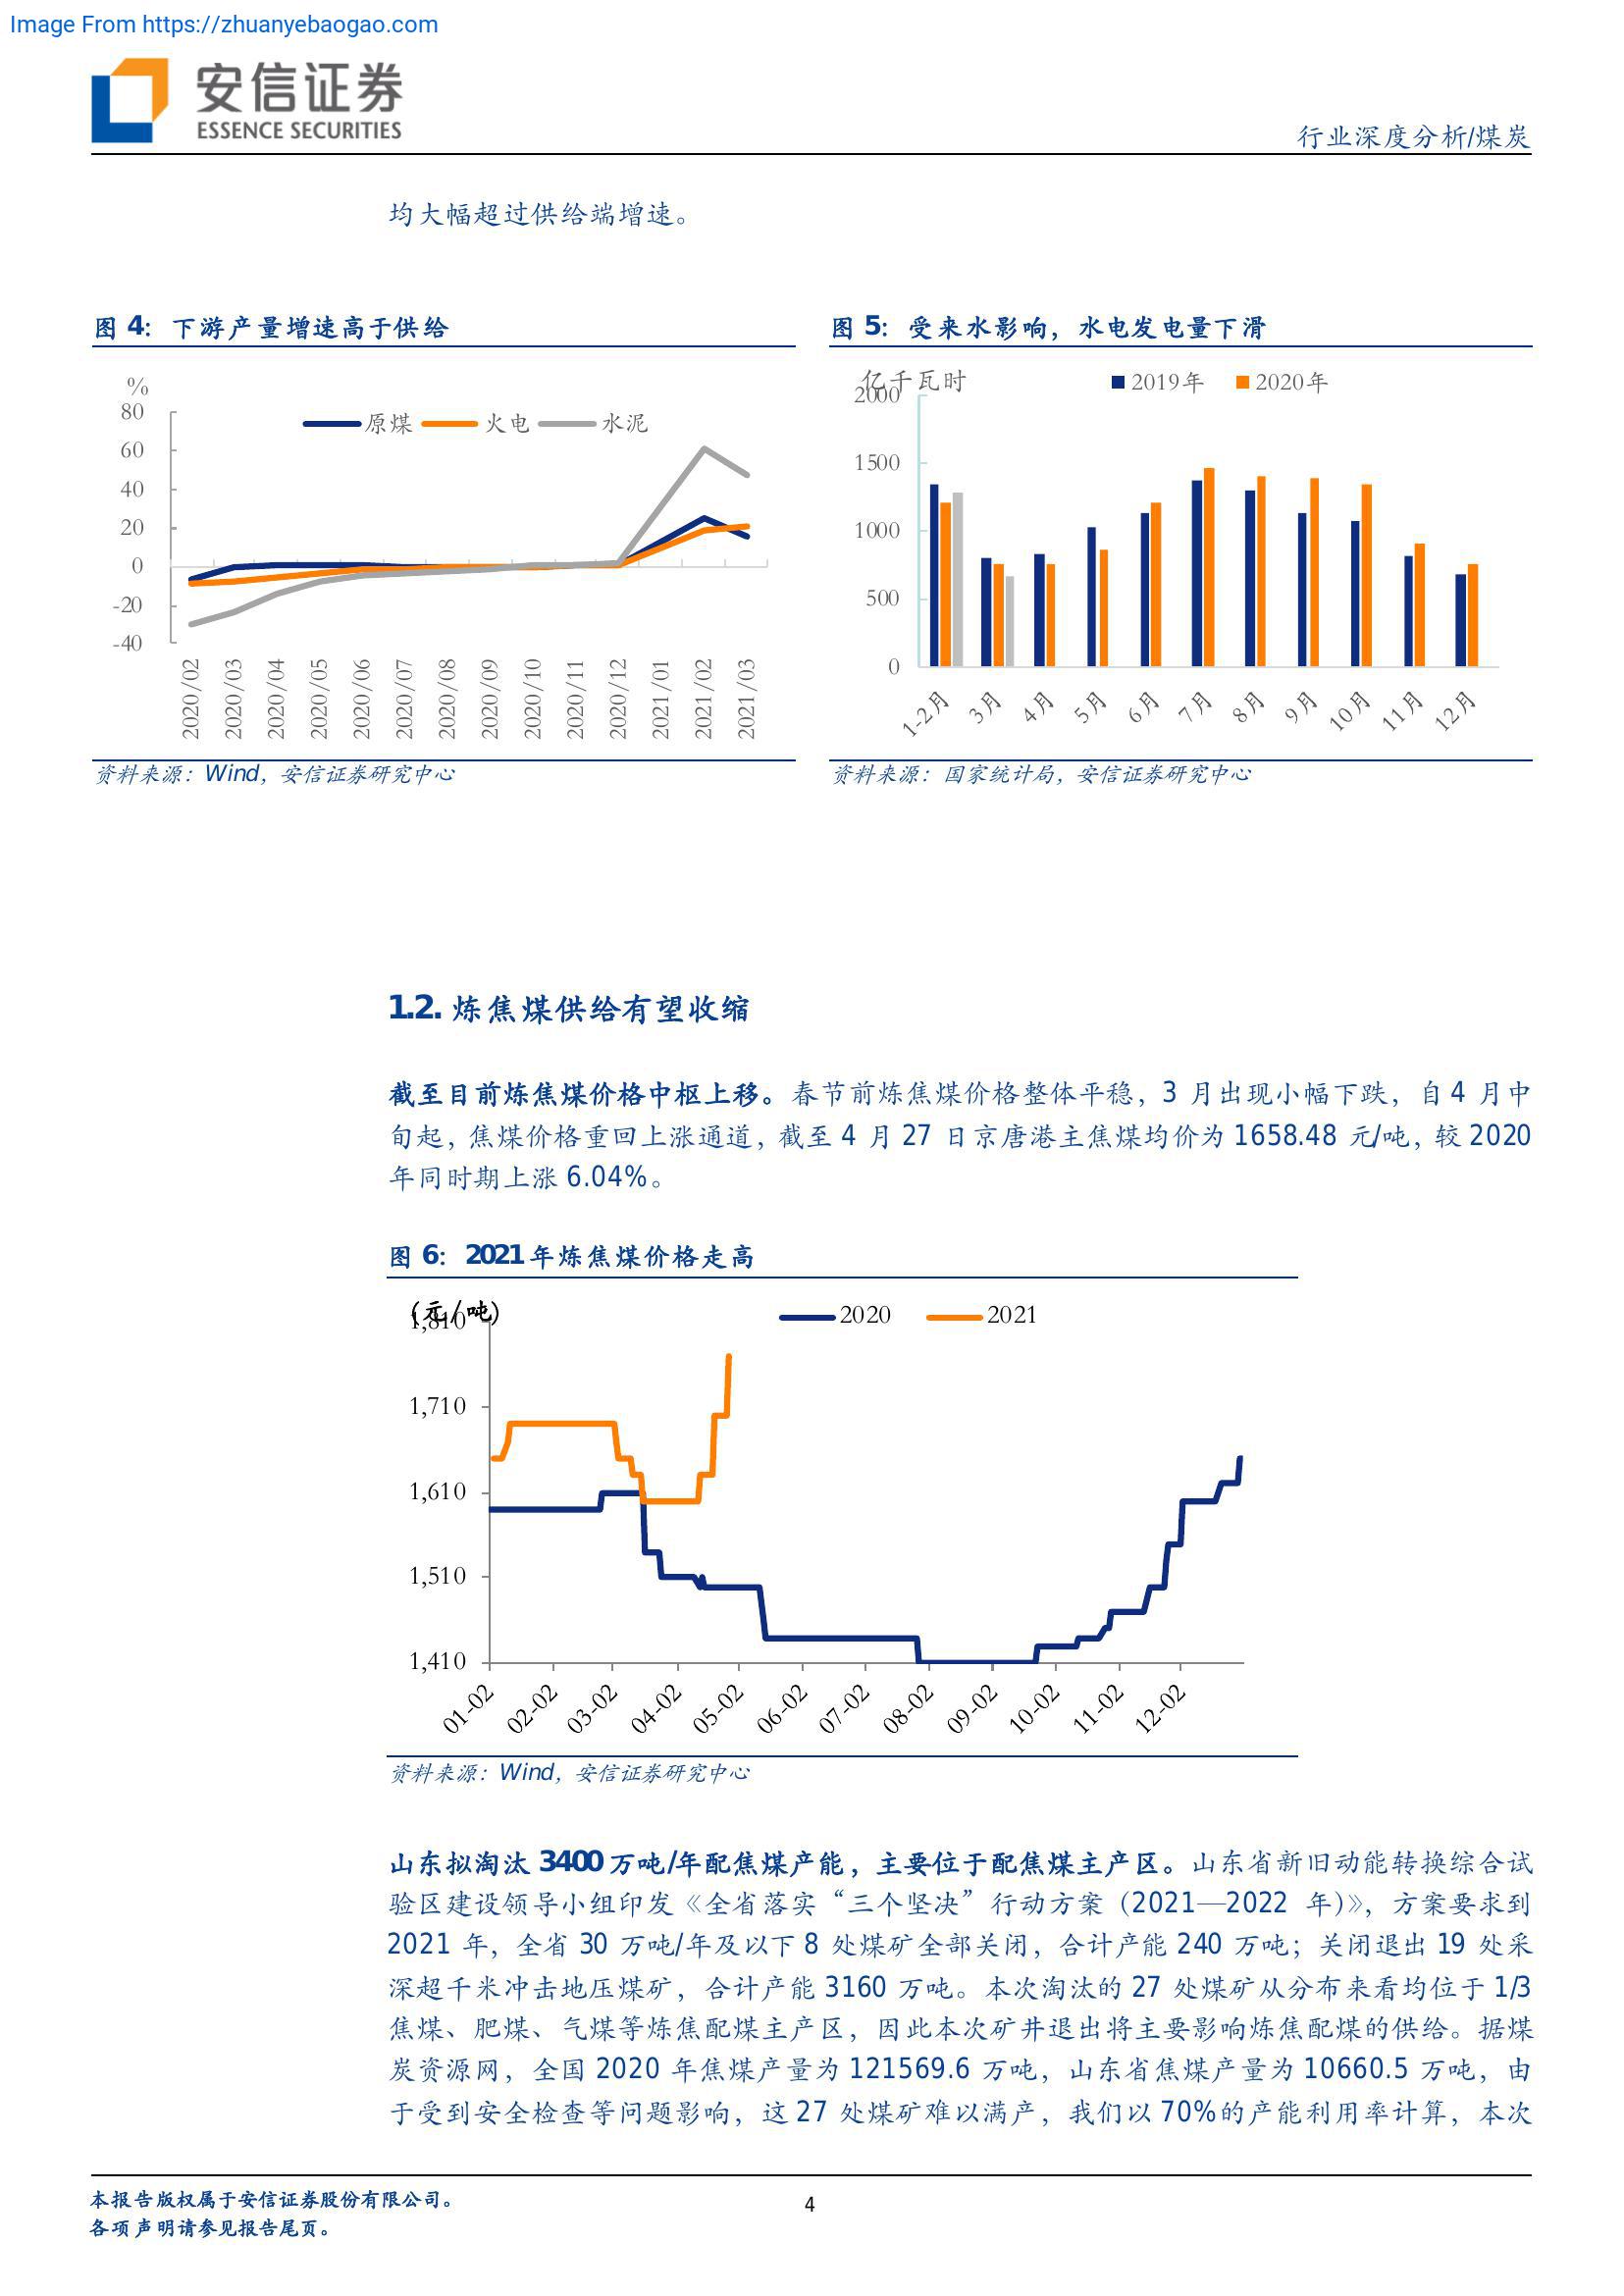 Image From https://zhuanyebaogao.com
安信证券
ESSENCE SECURITIES
行业深度分析/煤炭
均大幅超过供给端增速。
图 4: 下游产量增速高于供给
%
80
60
40
20
0
-20
-40
原煤 火电 水泥
2020/02 2020/03 2020/04 2020/05 2020/06 2020/07 2020/08 2020/09 2020/10 2020/11 2020/12 2021/01 2021/02 2021/03
资料来源：Wind，安信证券研究中心
图 5: 受来水影响，水电发电量下滑
亿千瓦时
2019年 2020年
2000
1500
1000
500
0
1-2月 3月 4月 5月 6月 7月 8月 9月 10月 11月 12月
资料来源：国家统计局，安信证券研究中心
1.2. 炼焦煤供给有望收缩
截至目前炼焦煤价格中枢上移。春节前炼焦煤价格整体平稳，3 月出现小幅下跌，自 4 月中
旬起，焦煤价格重回上涨通道，截至 4 月 27 日京唐港主焦煤均价为 1658.48 元/吨，较 2020
年同时期上涨 6.04%。
图 6: 2021 年炼焦煤价格走高
(元/吨)
2020 2021
1,810
1,710
1,610
1,510
1,410
01-02 02-02 03-02 04-02 05-02 06-02 07-02 08-02 09-02 10-02 11-02 12-02
资料来源：Wind，安信证券研究中心
山东拟淘汰 3400 万吨/年配焦煤产能，主要位于配焦煤主产区。山东省新旧动能转换综合试
验区建设领导小组印发《全省落实“三个坚决”行动方案（2021—2022 年）》，方案要求到
2021 年，全省 30 万吨/年及以下 8 处煤矿全部关闭，合计产能 240 万吨；关闭退出 19 处采
深超千米冲击地压煤矿，合计产能 3160 万吨。本次淘汰的 27 处煤矿从分布来看均位于 1/3
焦煤、肥煤、气煤等炼焦配煤主产区，因此本次矿井退出将主要影响炼焦配煤的供给。据煤
炭资源网，全国 2020 年焦煤产量为 121569.6 万吨，山东省焦煤产量为 10660.5 万吨，由
于受到安全检查等问题影响，这 27 处煤矿难以满产，我们以 70%的产能利用率计算，本次
本报告版权属于安信证券股份有限公司。
各项声明请参见报告尾页。
4